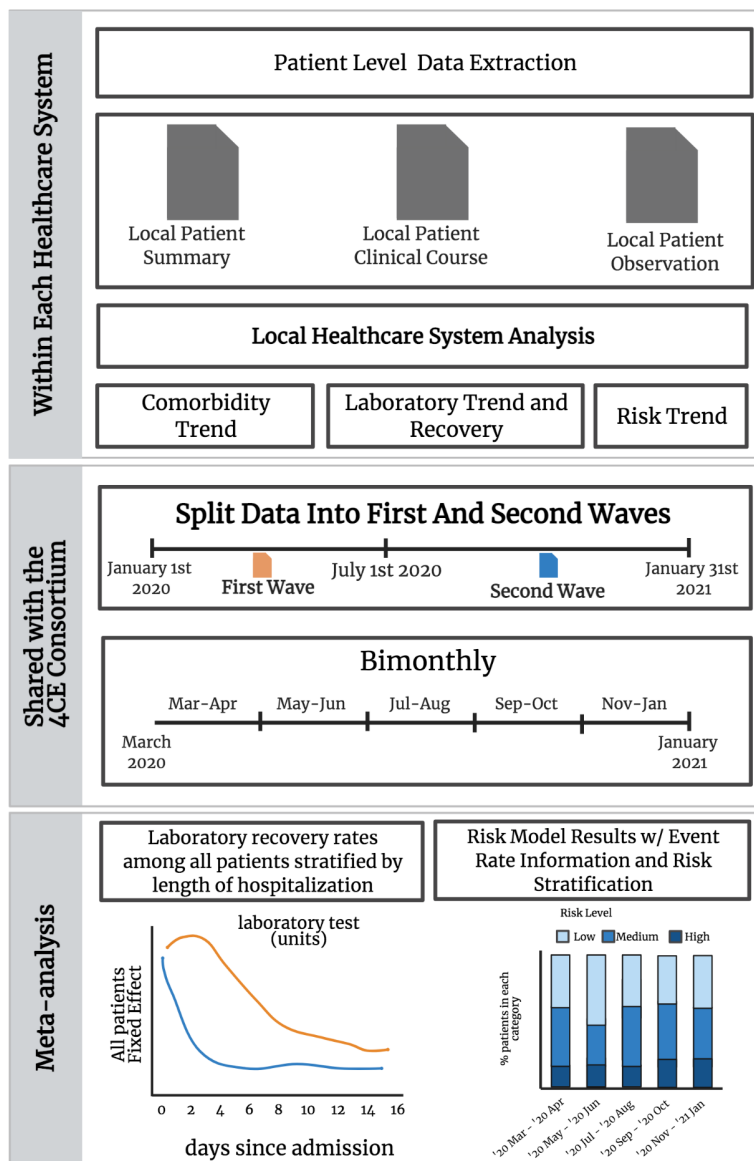 Within Each Healthcare System
Patient Level Data Extraction
Local Patient
Summary
Local Patient
Clinical Course
Local Patient
Observation
Local Healthcare System Analysis
Comorbidity
Trend
Laboratory Trend and
Recovery
Risk Trend
Shared with the
4CE Consortium
Split Data Into First And Second Waves
January 1st
2020
First Wave
July 1st 2020
Second Wave
January 31st
2021
Bimonthly
Mar-Apr
May-Jun
Jul-Aug
Sep-Oct
Nov-Jan
March
2020
January
2021
Meta-analysis
Laboratory recovery rates
among all patients stratified by
length of hospitalization
laboratory test
(units)
All patients
Fixed Effect
0 2 4 6 8 10 12 14 16
days since admission
Risk Model Results w/ Event
Rate Information and Risk
Stratification
Risk Level
Low Medium High
% patients in each
category
'20 Mar - '20 Apr
'20 May - '20 Jun
'20 Jul - '20 Aug
'20 Sep - '20 Oct
'20 Nov - '21 Jan